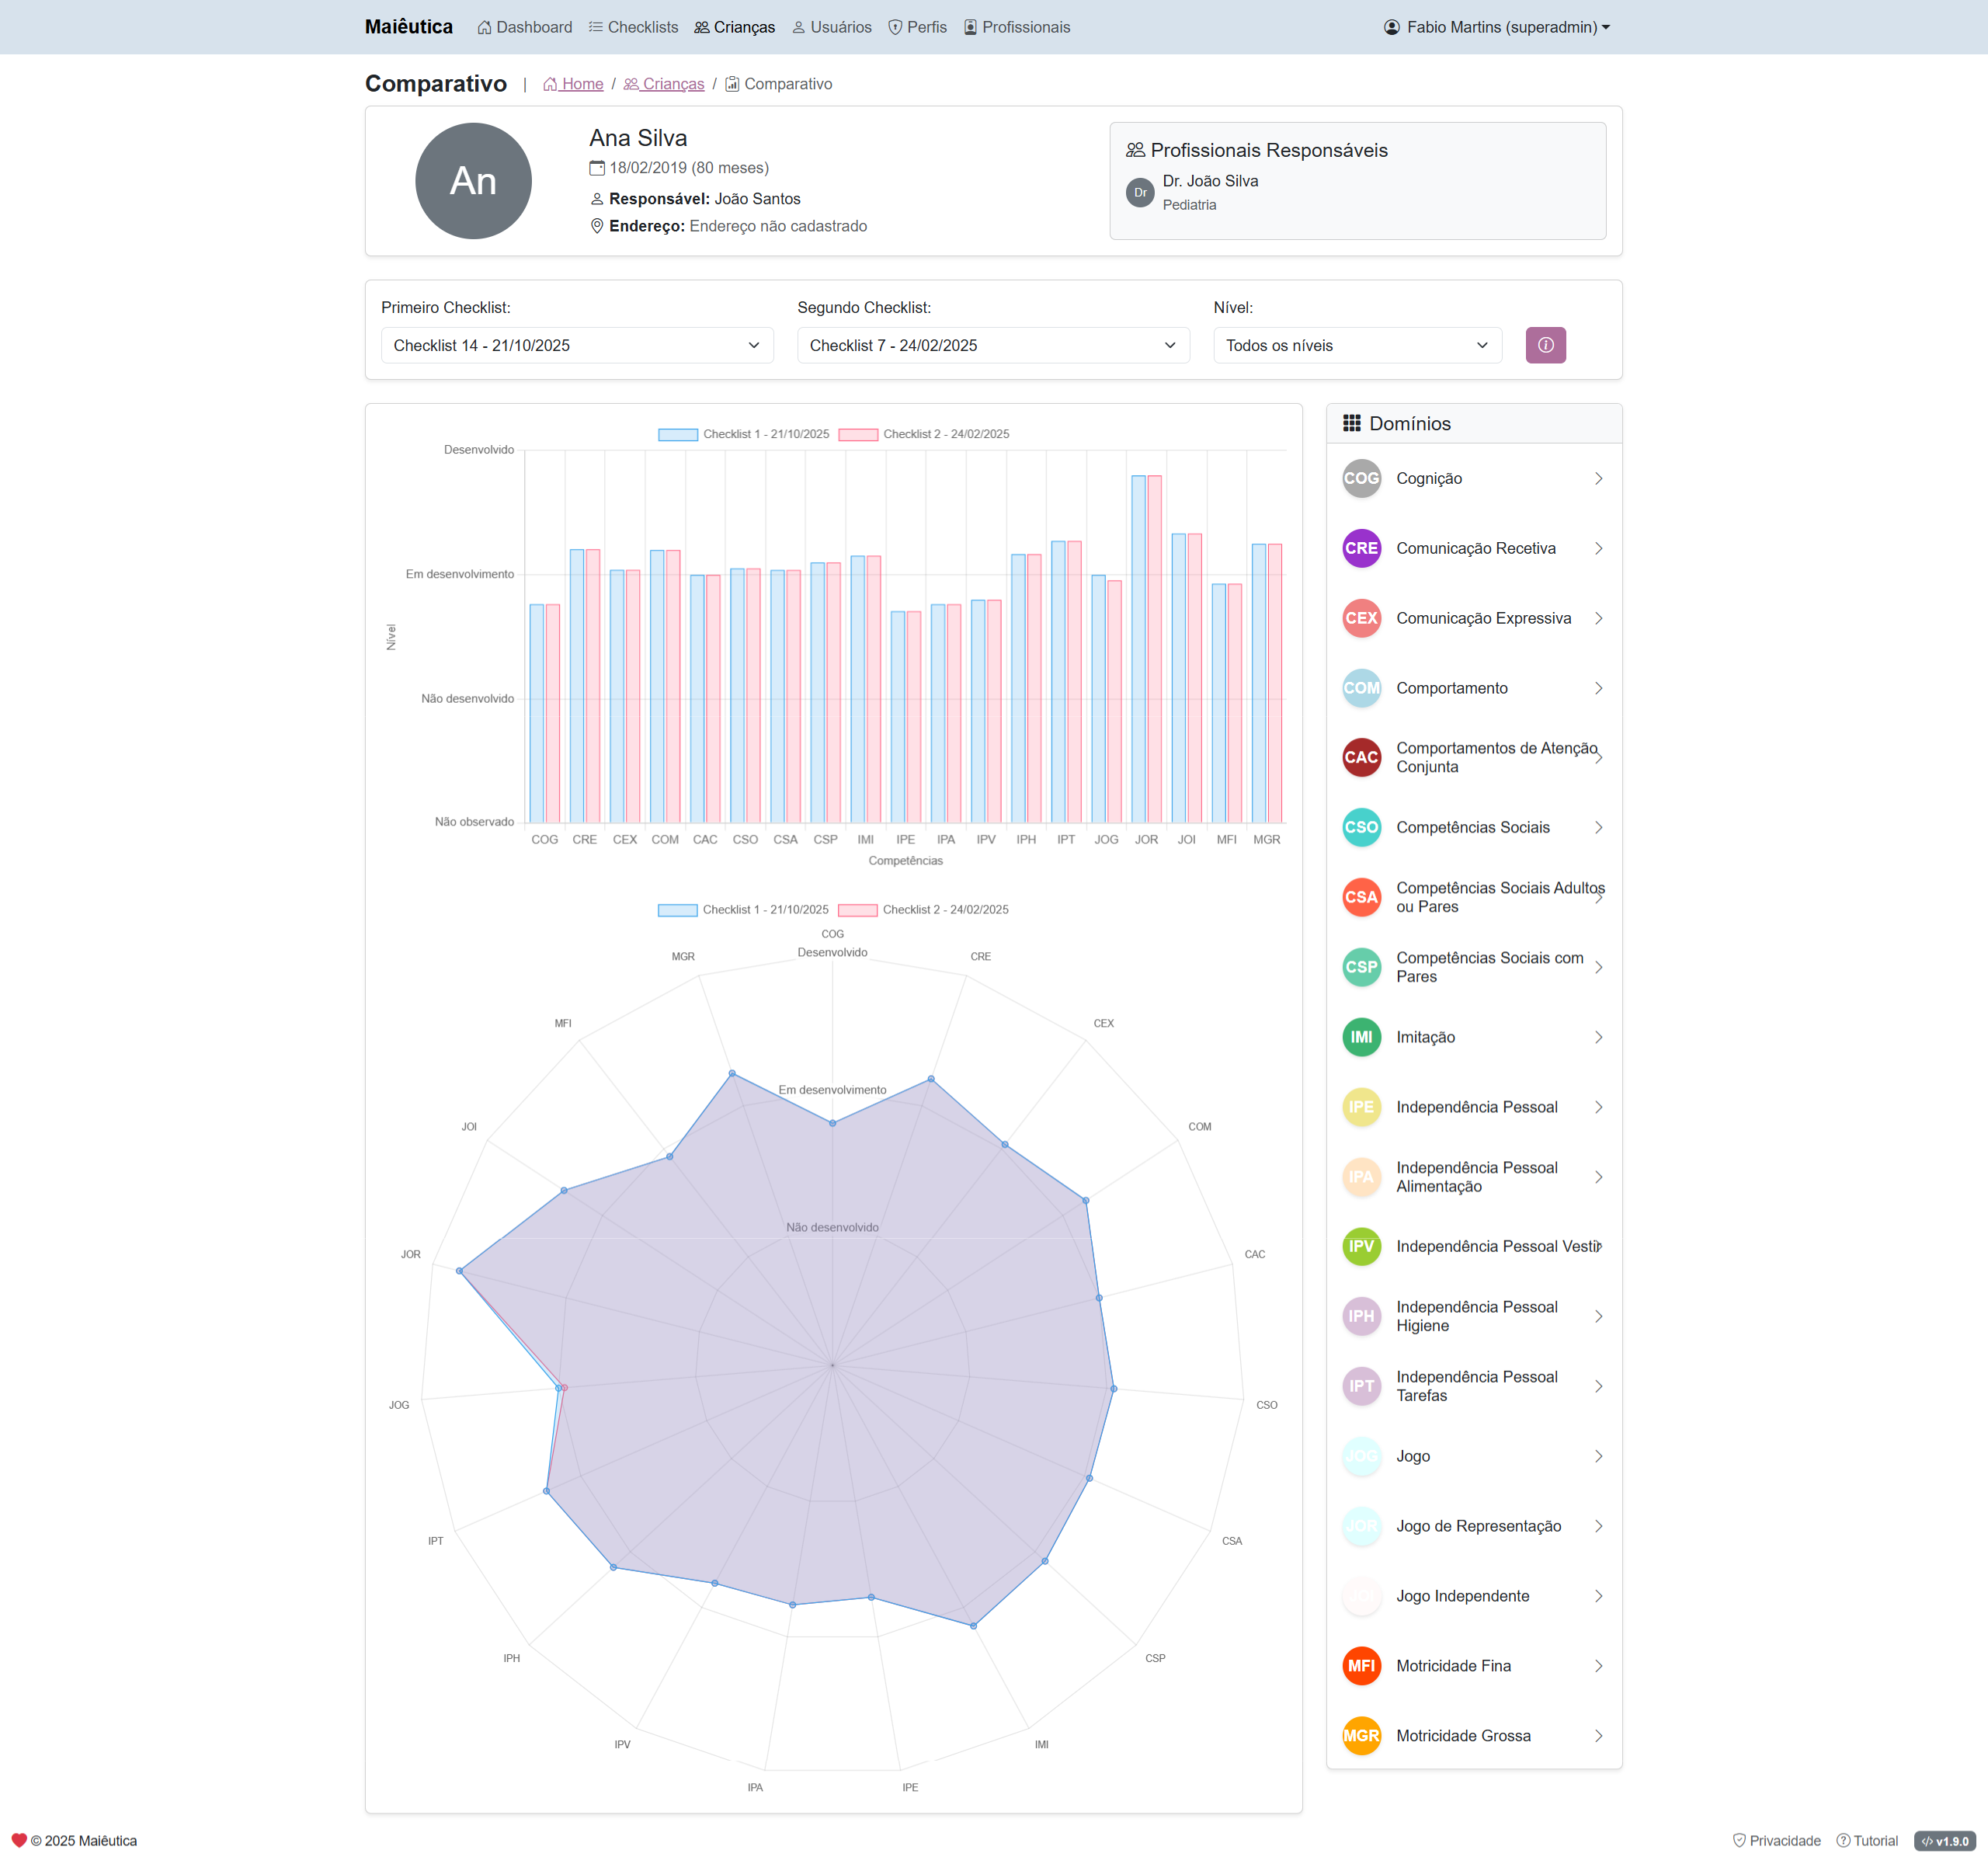 Maiêutica Dashboard Checklists Crianças Usuários Perfis Profissionais Fabio Martins (superadmin)
Comparativo | Home / Crianças / Comparativo
An
Ana Silva
18/02/2019 (80 meses)
Responsável: João Santos
Endereço: Endereço não cadastrado
Profissionais Responsáveis
Dr
Dr. João Silva
Pediatria
Primeiro Checklist:
Checklist 14 - 21/10/2025
Segundo Checklist:
Checklist 7 - 24/02/2025
Nível:
Todos os níveis
Checklist 1 - 21/10/2025 Checklist 2 - 24/02/2025
Desenvolvido
Em desenvolvimento
Nível
Não desenvolvido
Não observado
COG CRE CEX COM CAC CSO CSA CSP IMI IPE IPA IPV IPH IPT JOG JOR JOI MFI MGR
Competências
Checklist 1 - 21/10/2025 Checklist 2 - 24/02/2025
COG
Desenvolvido
MGR CRE
MFI CEX
Em desenvolvimento
JOI COM
Não desenvolvido
JOR CAC
JOG CSO
IPT CSA
IPH CSP
IPV IMI
IPA IPE
Domínios
COG Cognição
CRE Comunicação Recetiva
CEX Comunicação Expressiva
COM Comportamento
CAC Comportamentos de Atenção
Conjunta
CSO Competências Sociais
CSA Competências Sociais Adultos
ou Pares
CSP Competências Sociais com
Pares
IMI Imitação
IPE Independência Pessoal
IPA Independência Pessoal
Alimentação
IPV Independência Pessoal Vestir
IPH Independência Pessoal
Higiene
IPT Independência Pessoal
Tarefas
JOG Jogo
JOR Jogo de Representação
JOI Jogo Independente
MFI Motricidade Fina
MGR Motricidade Grossa
© 2025 Maiêutica
Privacidade Tutorial v1.9.0